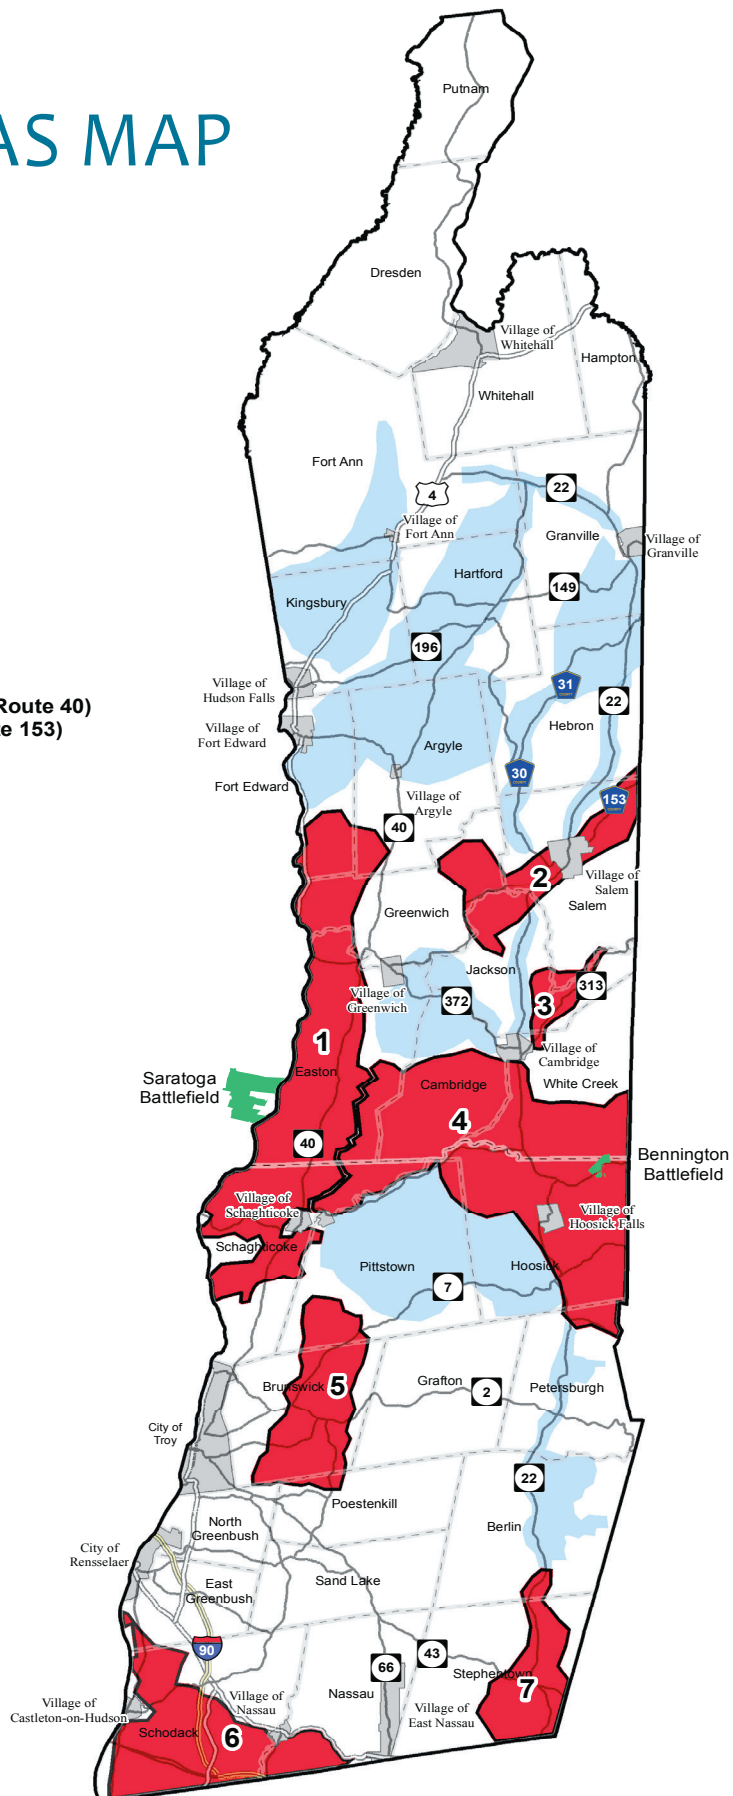 Putnam
AS MAP
Dresden
Village of
Whitehall
Hampton
Whitehall
Fort Ann
4
22
Village of
Fort Ann
Granville
Village of
Granville
Hartford
149
Kingsbury
196
Village of
Hudson Falls
31
COUNTY
22
Route 40)
te 153)
Village of
Fort Edward
Hebron
Argyle
30
COUNTY
Fort Edward
Village of
Argyle
153
COUNTY
40
2
Village of
Salem
Salem
Greenwich
Jackson
Village of
Greenwich
372
3
313
1
Village of
Cambridge
Easton
Cambridge
White Creek
Saratoga
Battlefield
4
40
Bennington
Battlefield
Village of
Schaghticoke
Village of
Hoosick Falls
Schaghticoke
Pittstown
Hoosick
7
Brunswick
5
Grafton
2
Petersburgh
City of
Troy
22
Poestenkill
North
Greenbush
Berlin
City of
Rensselaer
East
Greenbush
Sand Lake
90
66
43
Stephentown
7
Village of
Castleton-on-Hudson
Village of
Nassau
Nassau
Village of
East Nassau
Schodack
6